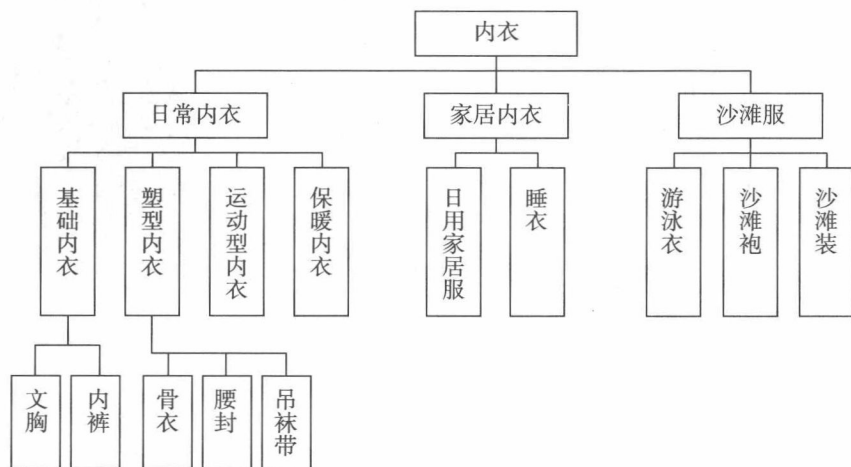 内衣
日常内衣
家居内衣
沙滩服
基础内衣
塑型内衣
运动型内衣
保暖内衣
日用家居服
睡衣
游泳衣
沙滩袍
沙滩装
文胸
内裤
骨衣
腰封
吊袜带